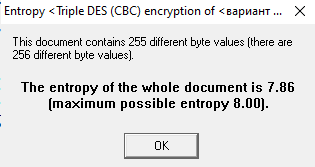 Entropy <Triple DES (CBC) encryption of <вариант ...
This document contains 255 different byte values (there are
256 different byte values).
The entropy of the whole document is 7.86
(maximum possible entropy 8.00).
OK